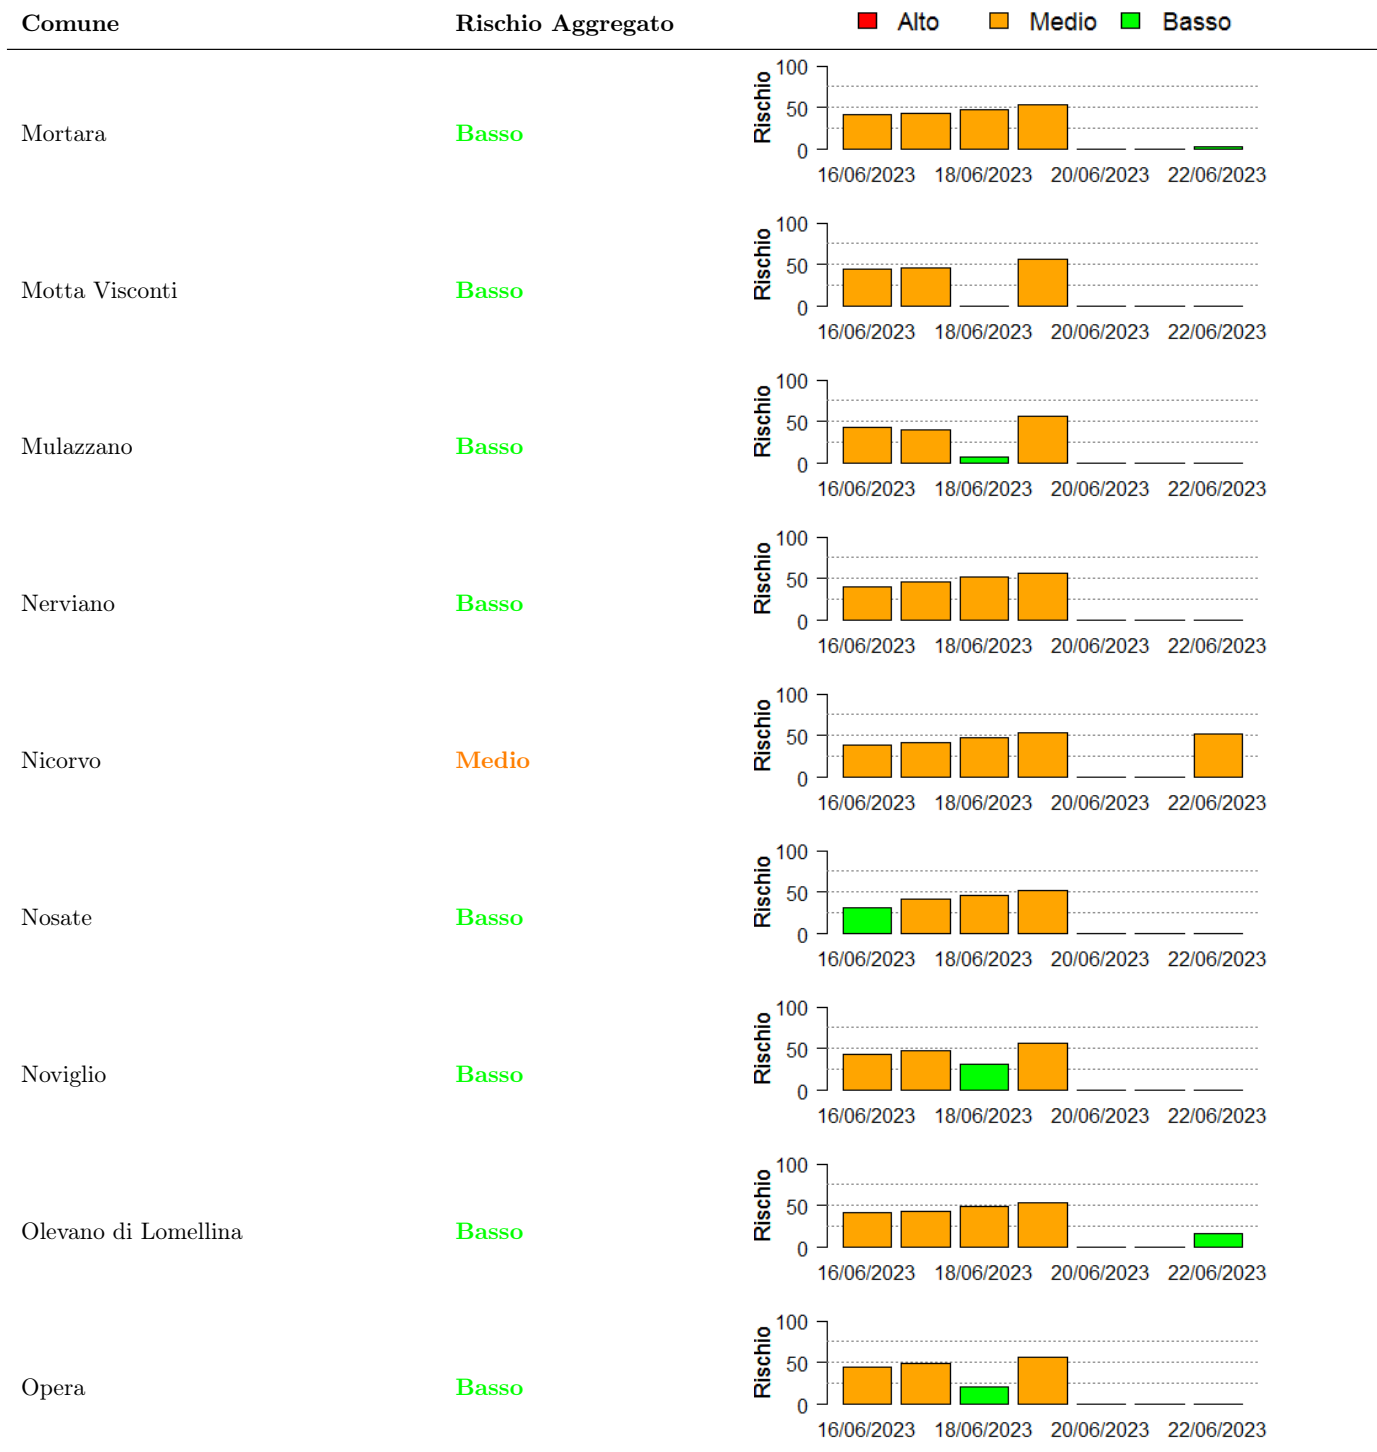 Comune Rischio Aggregato Alto Medio Basso
100
50
0
Rischio
Mortara Basso
16/06/2023 18/06/2023 20/06/2023 22/06/2023
100
50
0
Rischio
Motta Visconti Basso
16/06/2023 18/06/2023 20/06/2023 22/06/2023
100
50
0
Rischio
Mulazzano Basso
16/06/2023 18/06/2023 20/06/2023 22/06/2023
100
50
0
Rischio
Nerviano Basso
16/06/2023 18/06/2023 20/06/2023 22/06/2023
100
50
0
Rischio
Nicorvo Medio
16/06/2023 18/06/2023 20/06/2023 22/06/2023
100
50
0
Rischio
Nosate Basso
16/06/2023 18/06/2023 20/06/2023 22/06/2023
100
50
0
Rischio
Noviglio Basso
16/06/2023 18/06/2023 20/06/2023 22/06/2023
100
50
0
Rischio
Olevano di Lomellina Basso
16/06/2023 18/06/2023 20/06/2023 22/06/2023
100
50
0
Rischio
Opera Basso
16/06/2023 18/06/2023 20/06/2023 22/06/2023